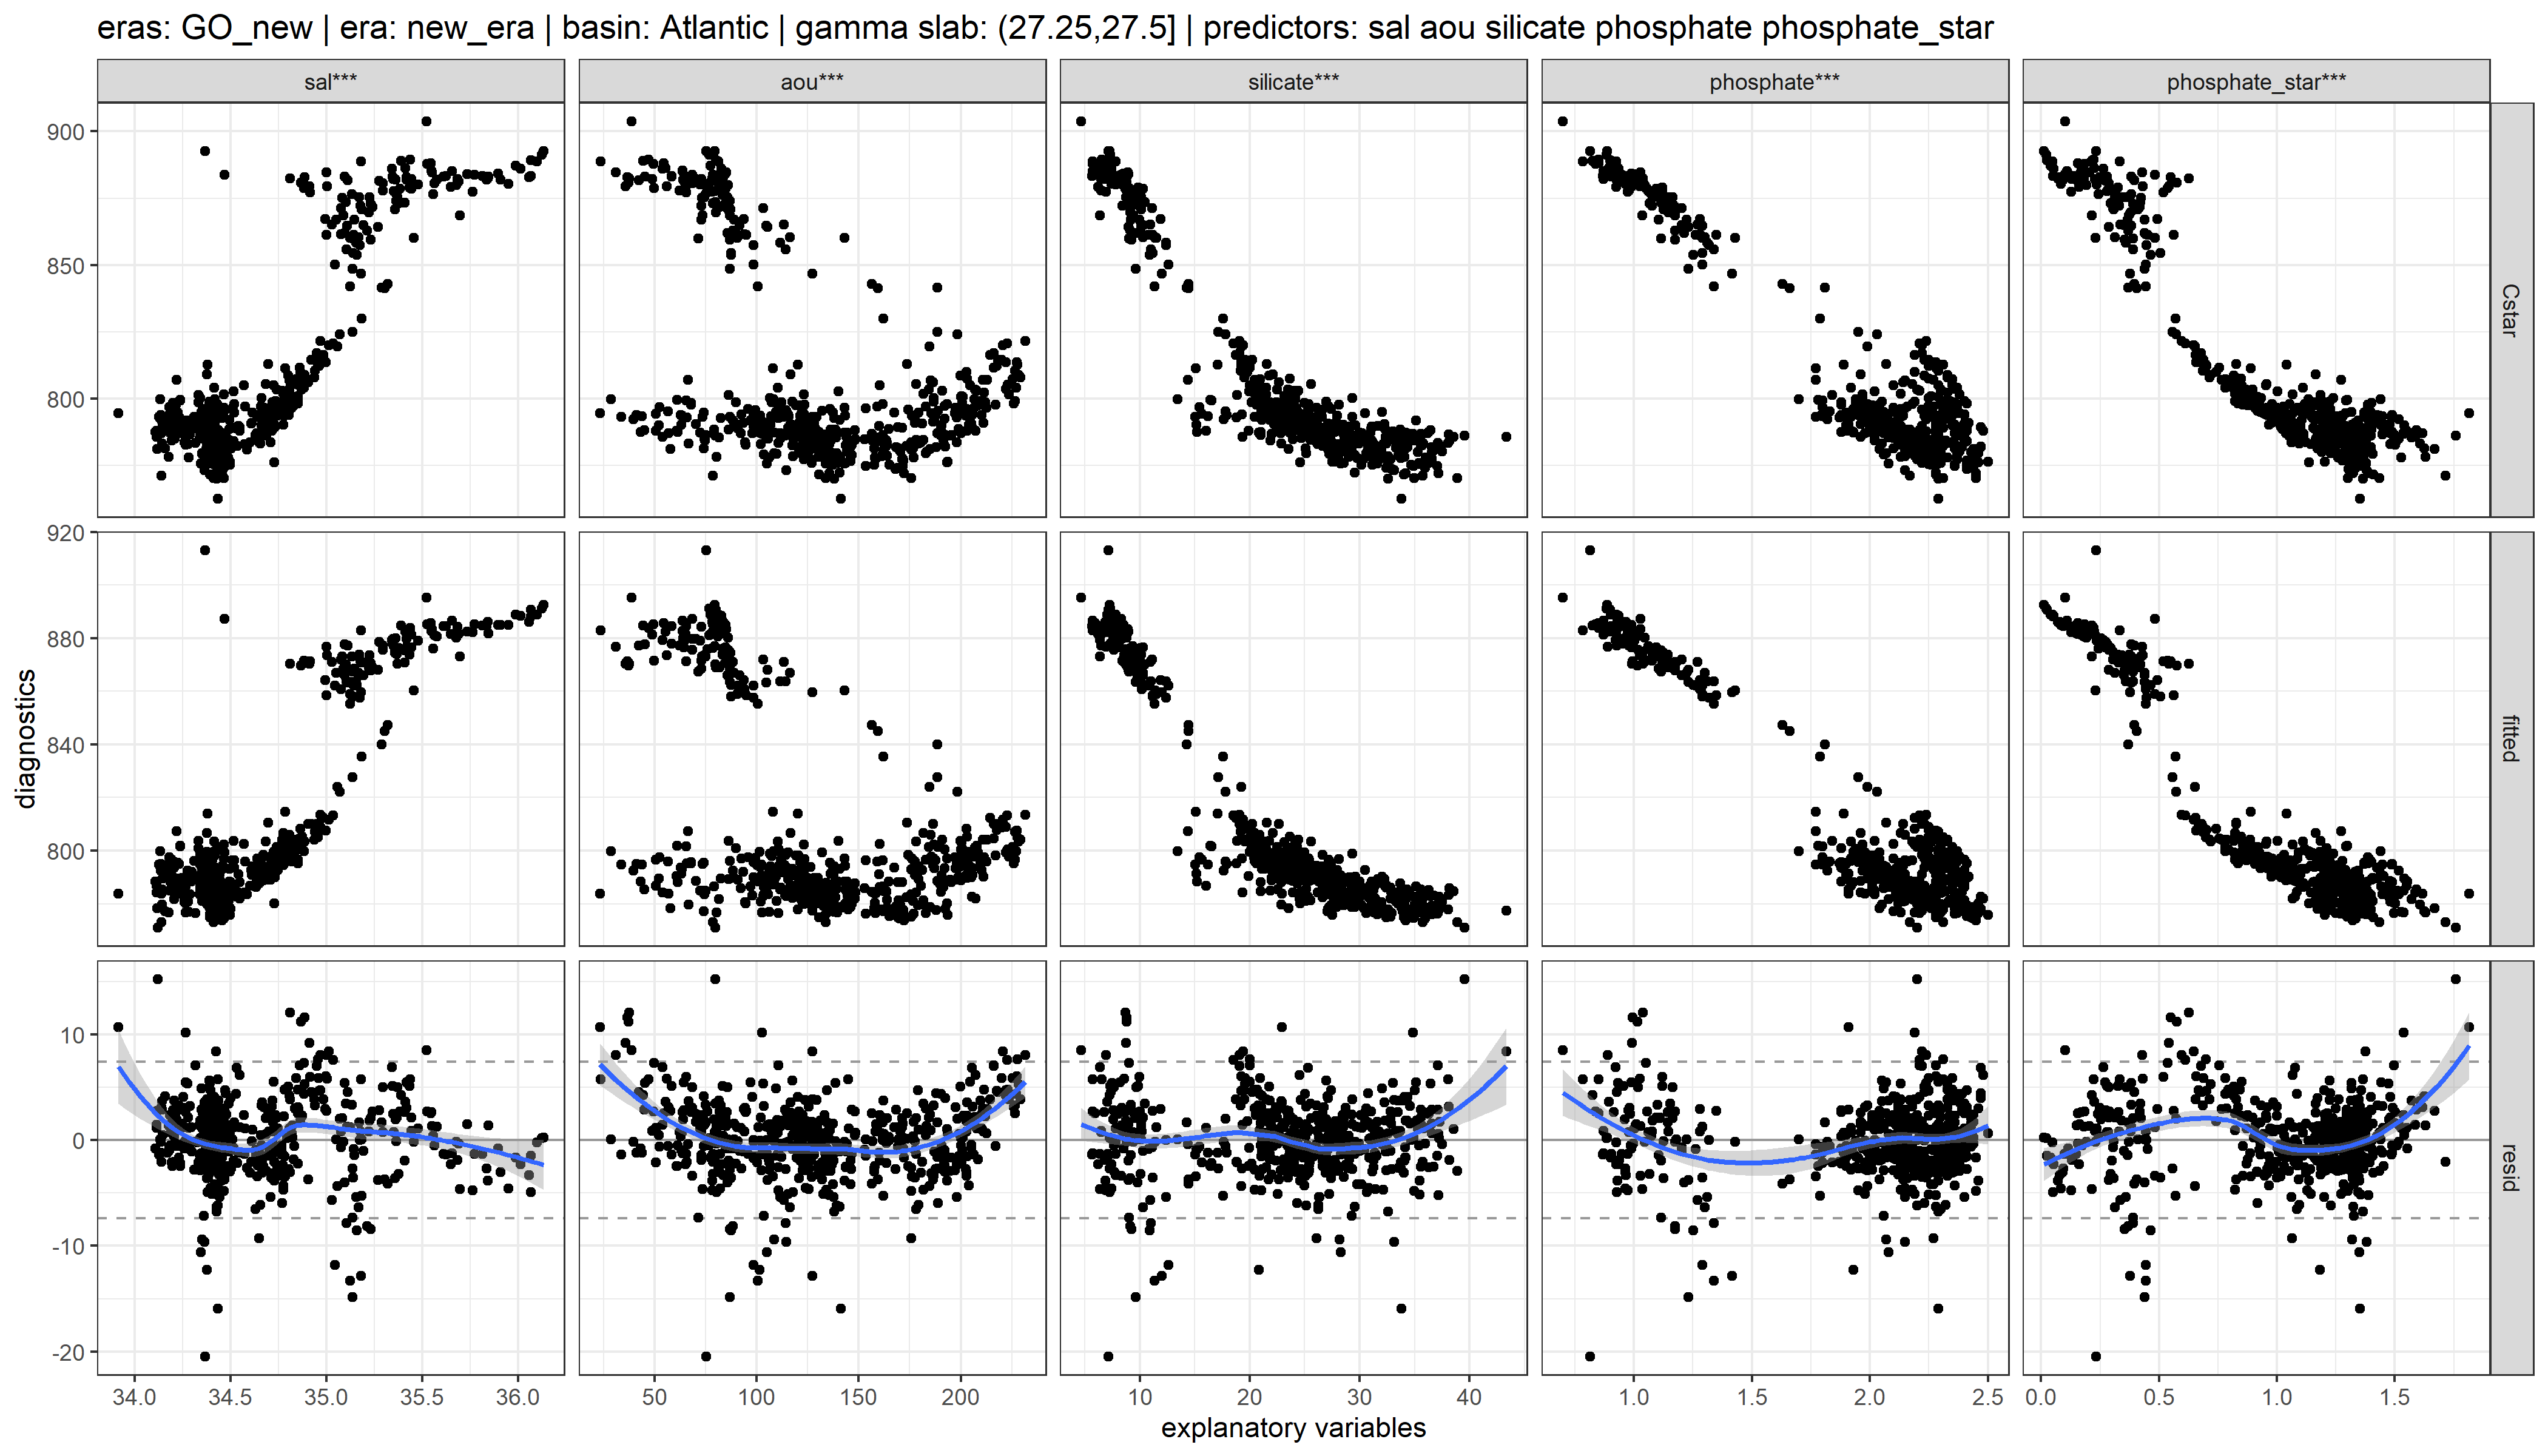 eras: GO_new | era: new_era | basin: Atlantic | gamma slab: (27.25,27.5] | predictors: sal aou silicate phosphate phosphate_star
sal*** aou*** silicate*** phosphate*** phosphate_star***
900
850
800
Cstar
920
880
840
800
fitted
diagnostics
10
0
-10
-20
resid
34.0 34.5 35.0 35.5 36.0 50 100 150 200 10 20 30 40 1.0 1.5 2.0 2.5 0.0 0.5 1.0 1.5
explanatory variables